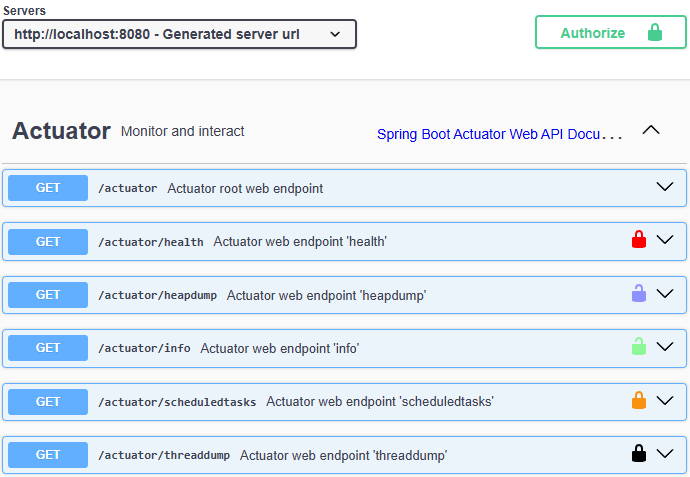 Servers
http://localhost:8080 - Generated server url
Authorize
Actuator Monitor and interact Spring Boot Actuator Web API Docu...
GET /actuator Actuator root web endpoint
GET /actuator/health Actuator web endpoint 'health'
GET /actuator/heapdump Actuator web endpoint 'heapdump'
GET /actuator/info Actuator web endpoint 'info'
GET /actuator/scheduledtasks Actuator web endpoint 'scheduledtasks'
GET /actuator/threaddump Actuator web endpoint 'threaddump'